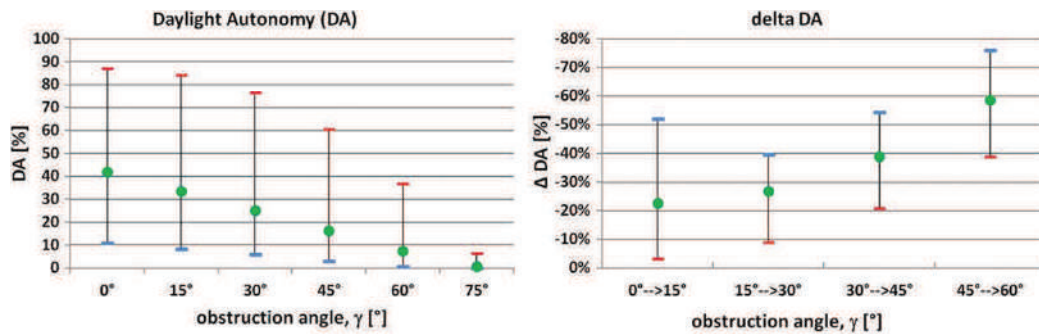 Daylight Autonomy (DA)
100
90
80
70
60
50
40
30
20
10
0
DA [%]
0° 15° 30° 45° 60° 75°
obstruction angle, γ [°]
delta DA
-80%
-70%
-60%
-50%
-40%
-30%
-20%
-10%
0%
Δ DA [%]
0°-->15° 15°-->30° 30°-->45° 45°-->60°
obstruction angle, γ [°]